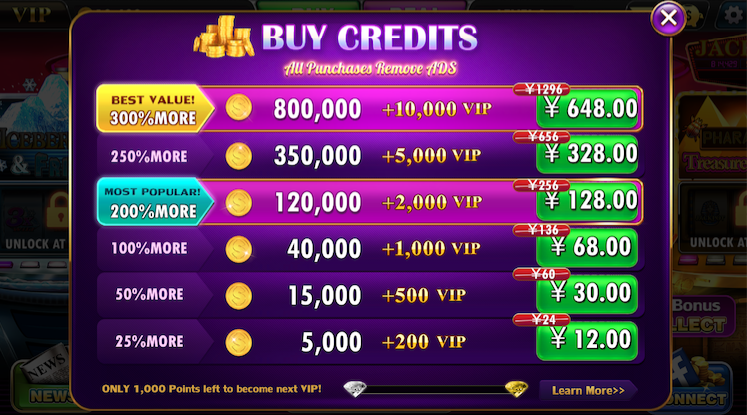 VIP
BUY CREDITS
All Purchases Remove ADS
BEST VALUE!
300%MORE
800,000
+10,000 VIP
¥1296
¥ 648.00
250%MORE
350,000
+5,000 VIP
¥656
¥ 328.00
MOST POPULAR!
200%MORE
120,000
+2,000 VIP
¥256
¥ 128.00
100%MORE
40,000
+1,000 VIP
¥136
¥ 68.00
50%MORE
15,000
+500 VIP
¥60
¥ 30.00
25%MORE
5,000
+200 VIP
¥24
¥ 12.00
ONLY 1,000 Points left to become next VIP!
Learn More>>
UNLOCK AT
UNLOCK AT
Treasures
Bonus
NEWS
NEWS